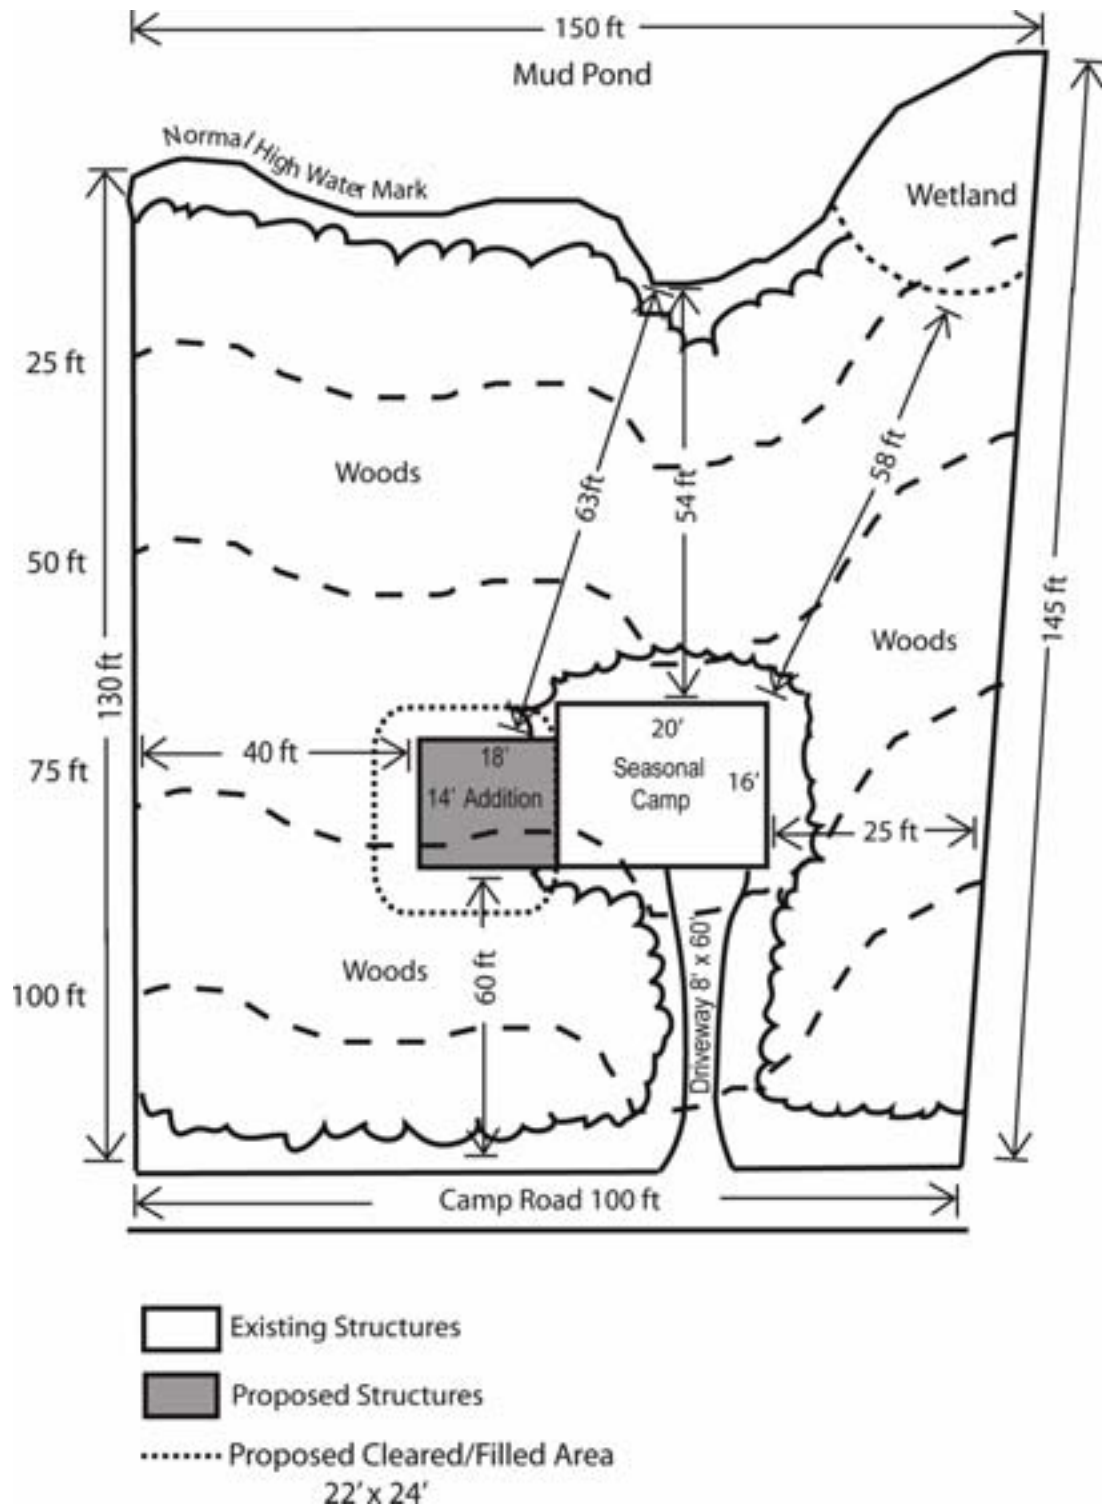 150 ft
Mud Pond
Normal High Water Mark
Wetland
25 ft
Woods
63ft
54 ft
58 ft
50 ft
Woods
145 ft
130 ft
75 ft
40 ft
18'
14' Addition
20'
Seasonal
Camp
16'
25 ft
Woods
60 ft
Driveway 8' x 60'
100 ft
Camp Road 100 ft
Existing Structures
Proposed Structures
Proposed Cleared/Filled Area
22' x 24'